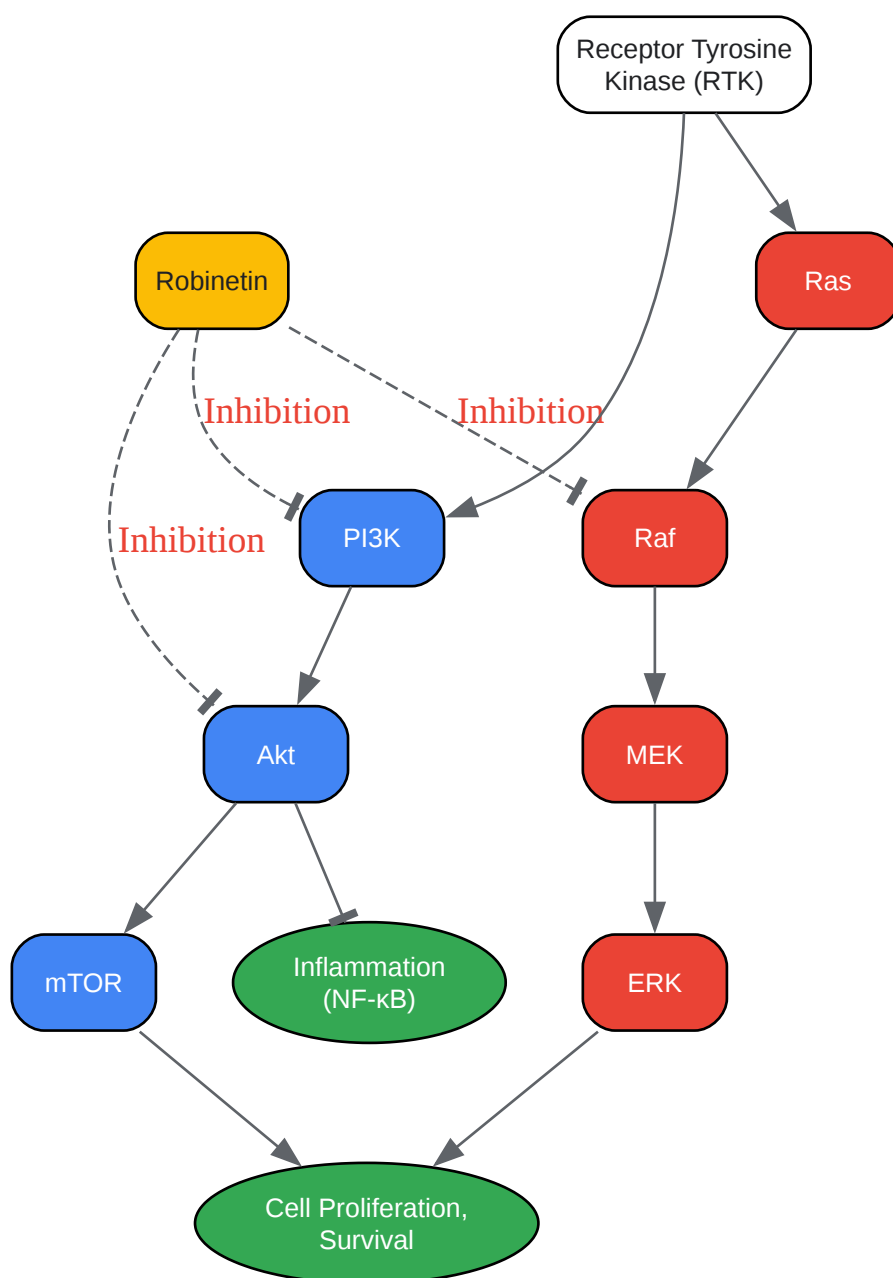 Receptor Tyrosine
Kinase (RTK)
Robinetin
Ras
Inhibition
Inhibition
Inhibition
PI3K
Raf
Akt
MEK
mTOR
Inflammation
(NF-κB)
ERK
Cell Proliferation,
Survival